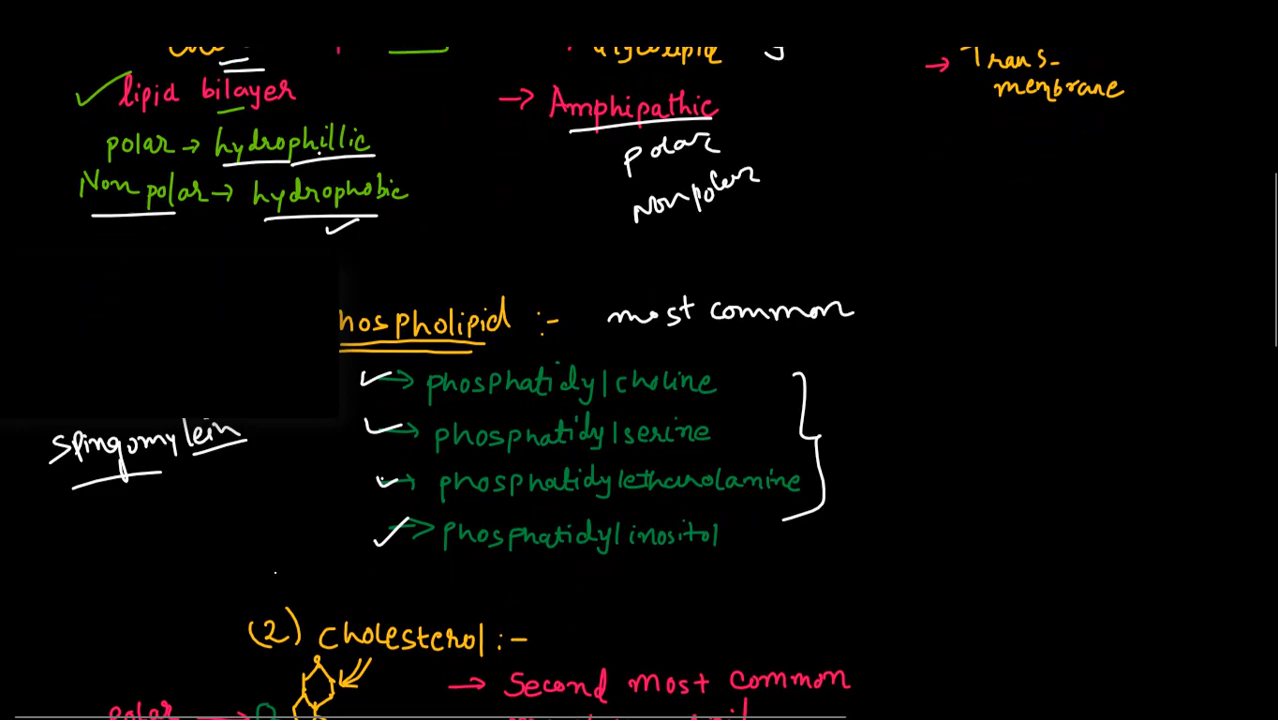 → Trans-
membrane
lipid bilayer
→ Amphipathic
polar → hydrophillic
polar
Non polar → hydrophobic
nonpolar
hospholipid :- most common
→ phosphatidylcholine
→ phosphatidylserine
spingomylein
→ phosphatidylethanolamine
→ phosphatidylinositol
(2) cholesterol :-
→ Second most common
polar →